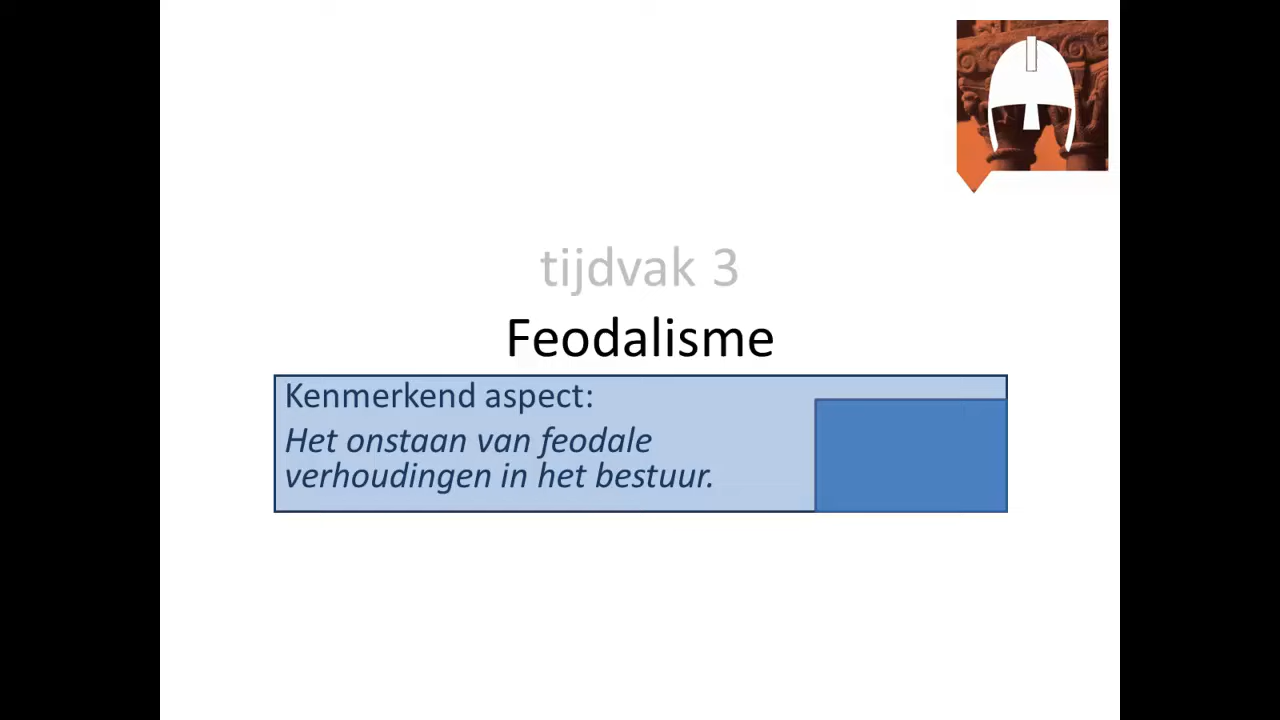 tijdvak 3
Feodalisme
Kenmerkend aspect:
Het onstaan van feodale
verhoudingen in het bestuur.